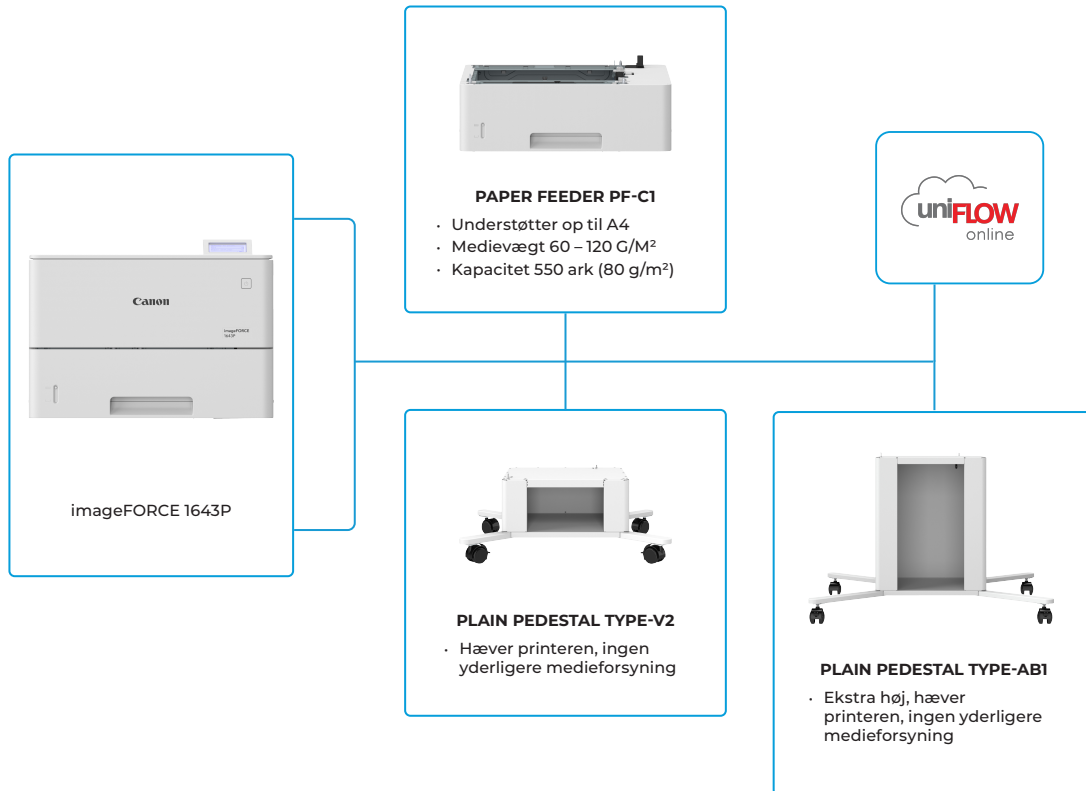 Canon
imageFORCE
1643P
imageFORCE 1643P
PAPER FEEDER PF-C1
· Understøtter op til A4
· Medievægt 60 – 120 G/M²
· Kapacitet 550 ark (80 g/m²)
uniFLOW
online
PLAIN PEDESTAL TYPE-V2
· Hæver printeren, ingen
yderligere medieforsyning
PLAIN PEDESTAL TYPE-AB1
· Ekstra høj, hæver
printeren, ingen yderligere
medieforsyning